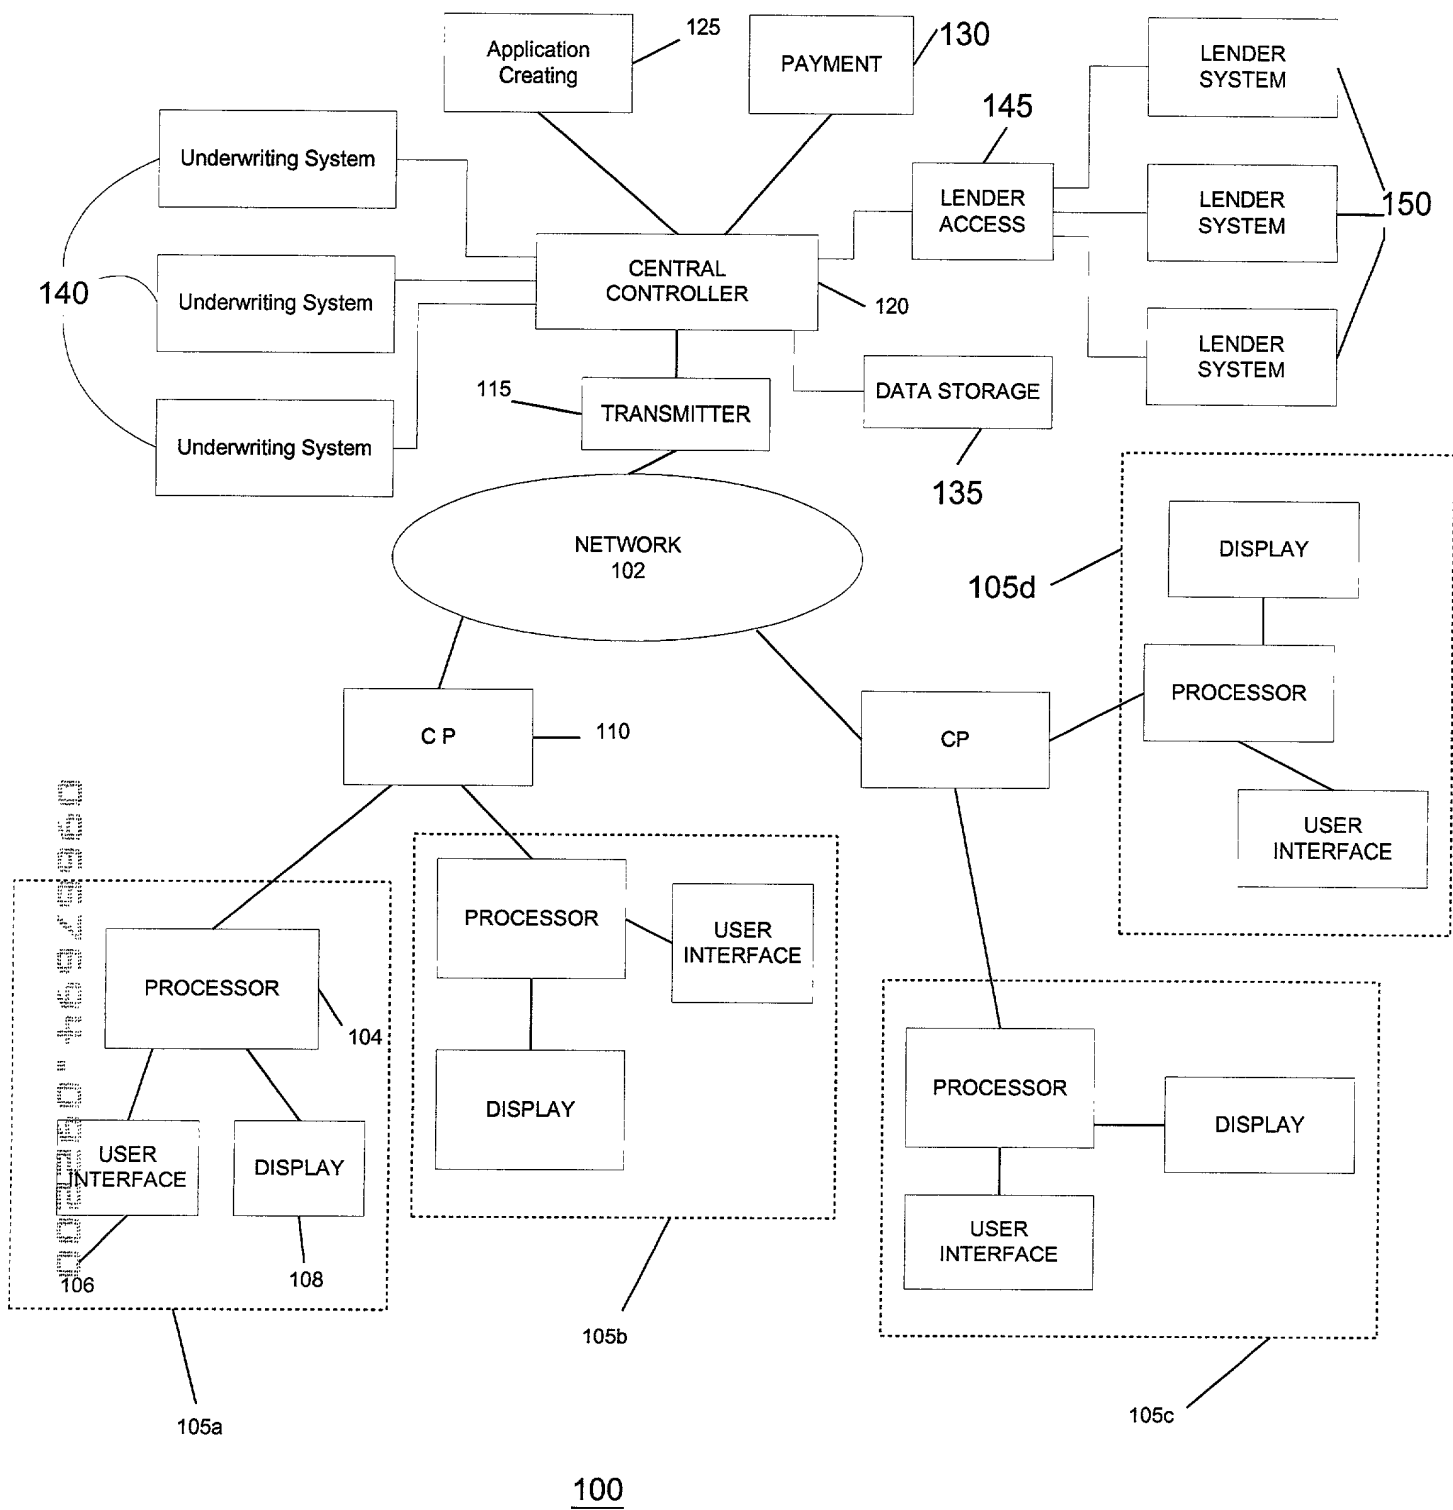 125
130
Application
Creating
PAYMENT
LENDER
SYSTEM
145
Underwriting System
LENDER
ACCESS
LENDER
SYSTEM
150
CENTRAL
CONTROLLER
120
140
Underwriting System
LENDER
SYSTEM
115
TRANSMITTER
DATA STORAGE
Underwriting System
135
NETWORK
102
105d
DISPLAY
PROCESSOR
USER
INTERFACE
C P
110
CP
PROCESSOR
104
USER
INTERFACE
DISPLAY
106
108
105a
PROCESSOR
USER
INTERFACE
DISPLAY
105b
PROCESSOR
DISPLAY
USER
INTERFACE
105c
100